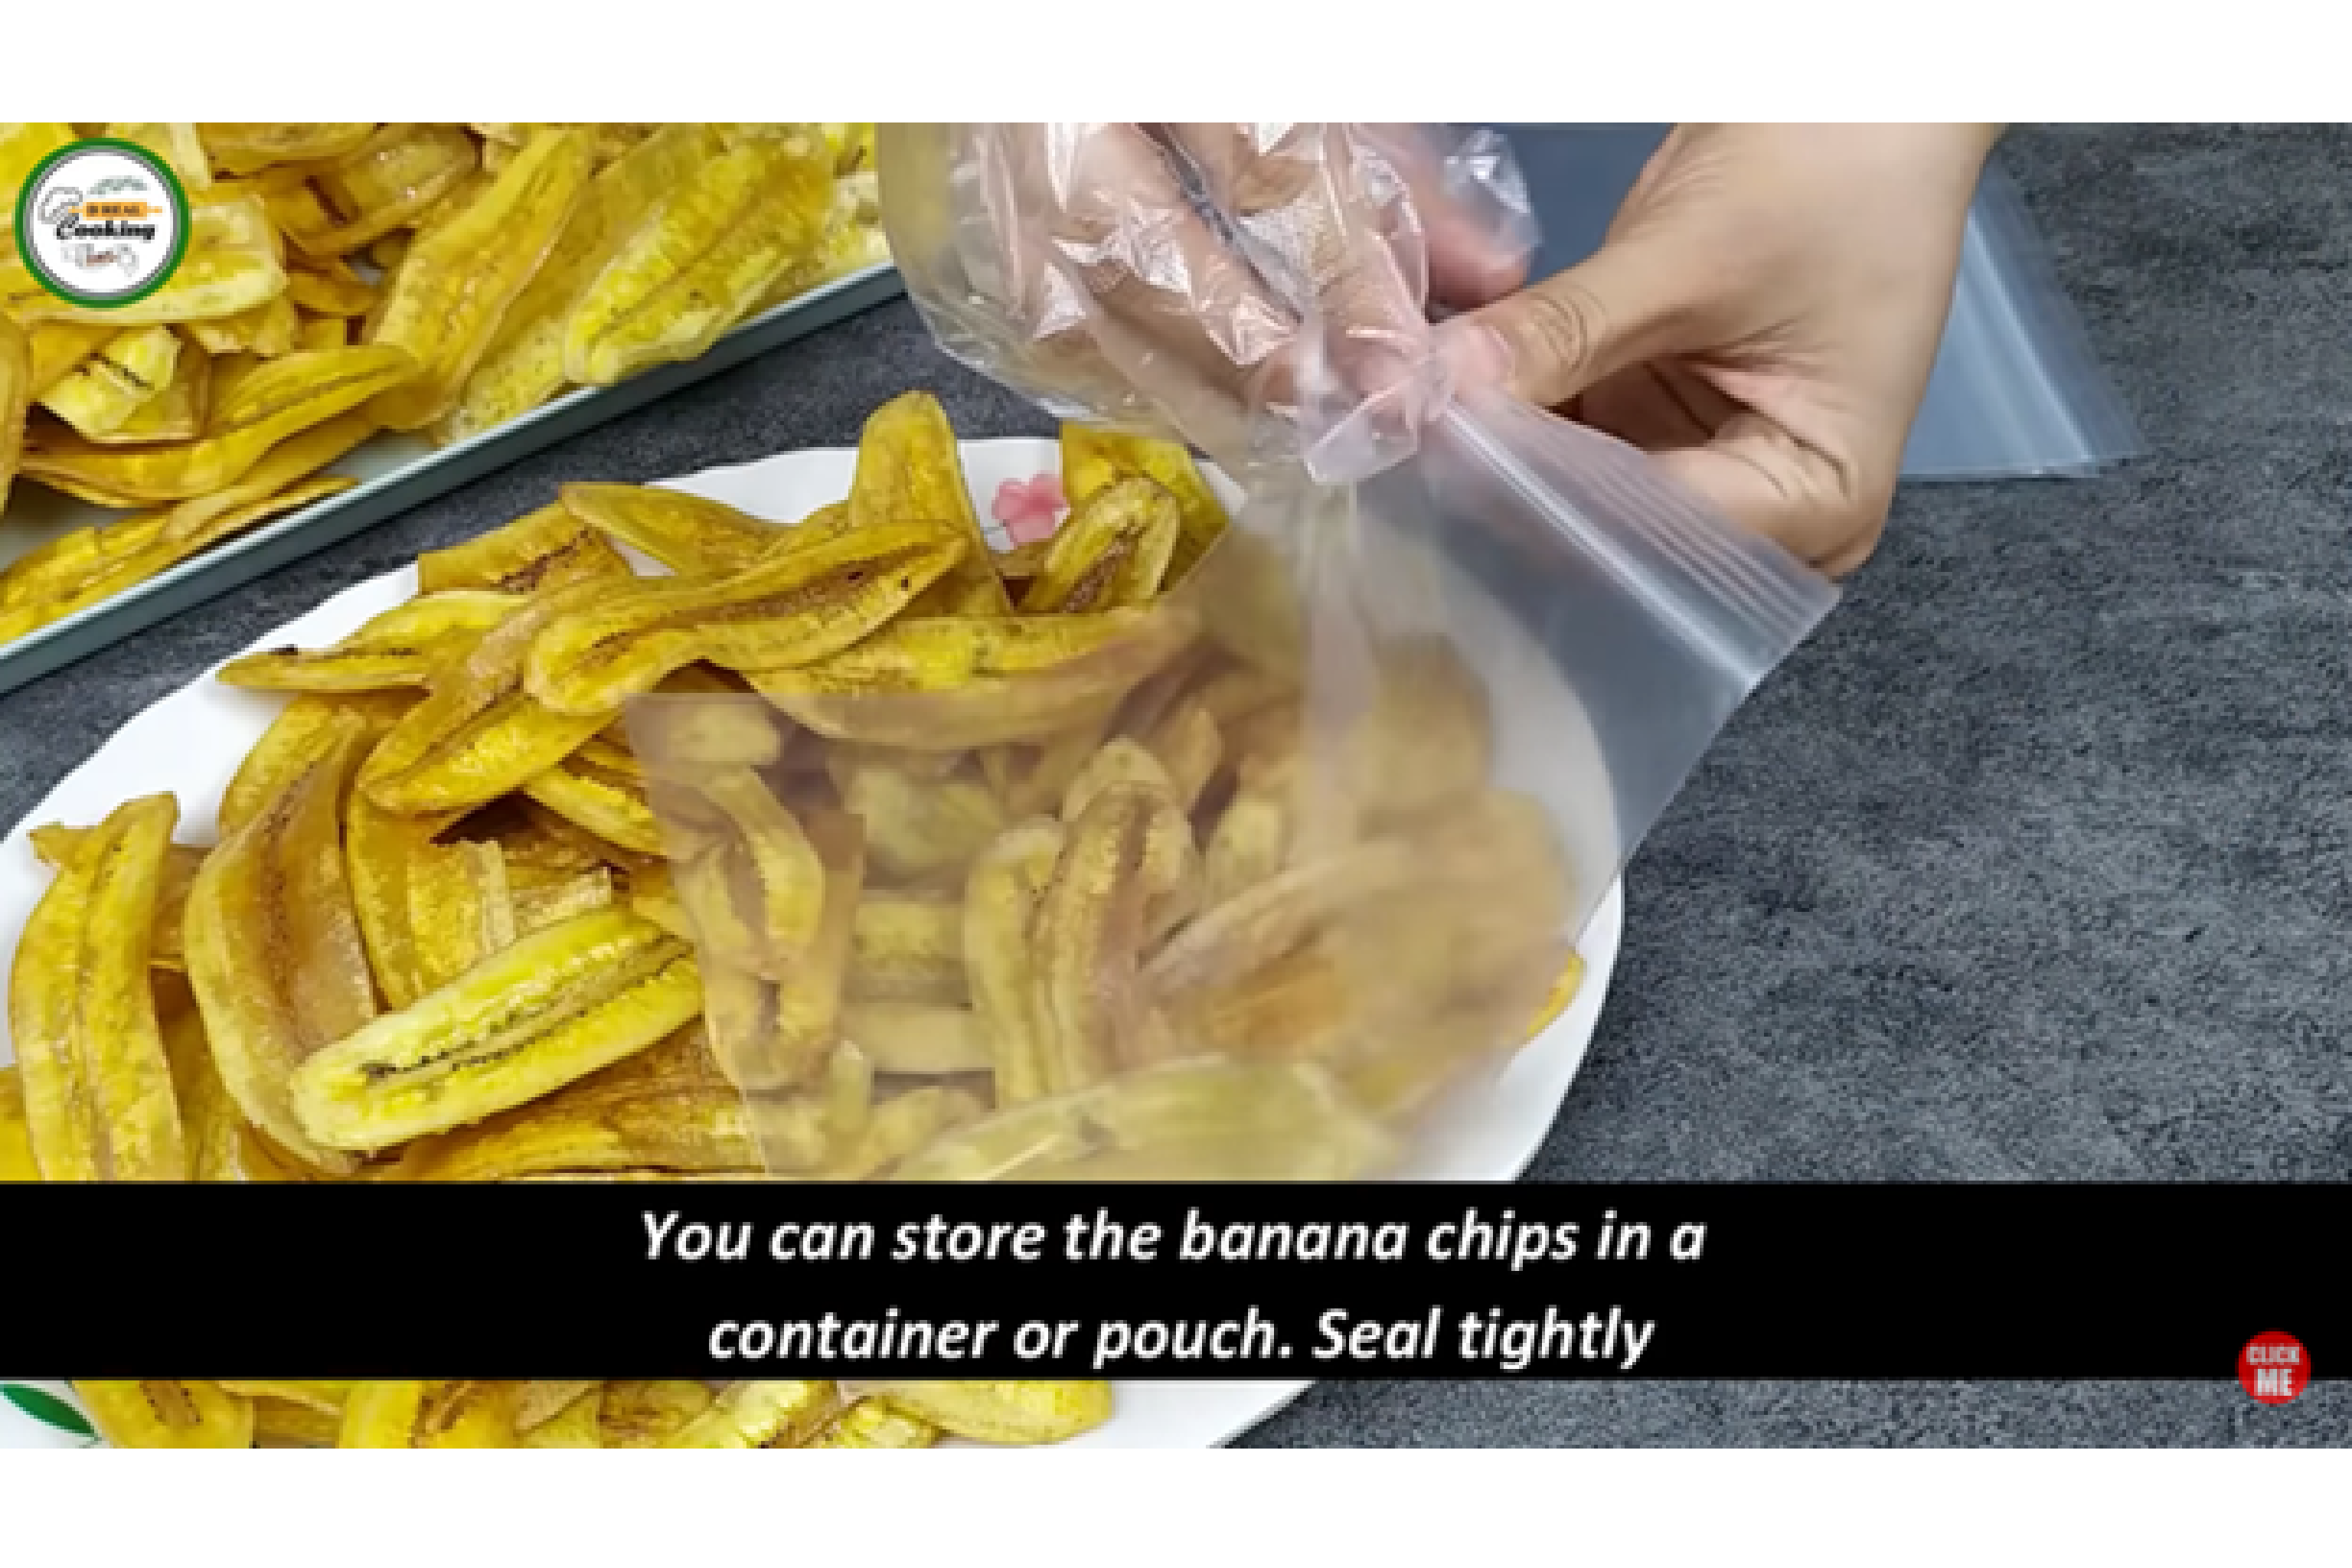 Cooking
You can store the banana chips in a
container or pouch. Seal tightly
CLICK
ME